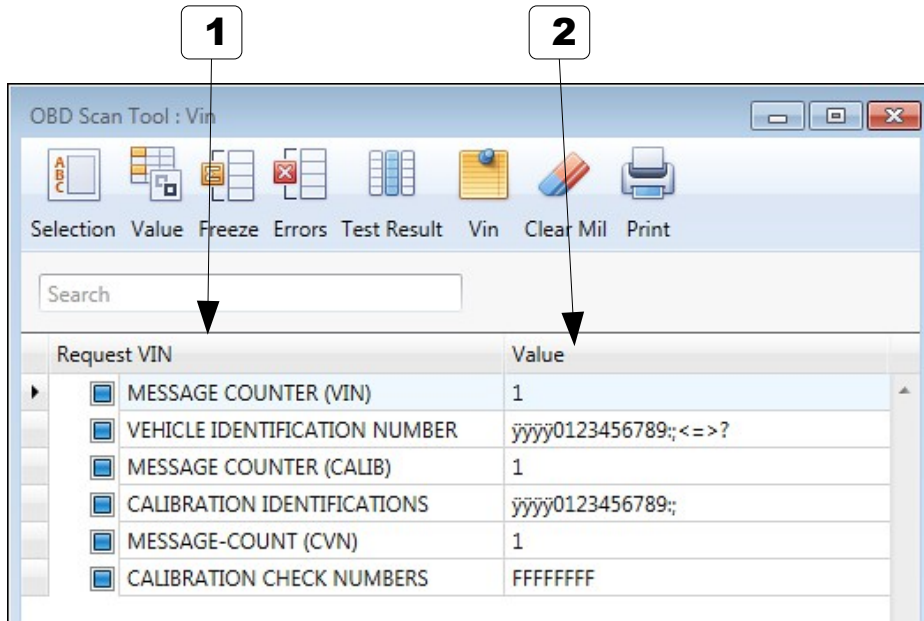 1 2
OBD Scan Tool : Vin
Selection Value Freeze Errors Test Result Vin Clear Mil Print
Search
Request VIN Value
MESSAGE COUNTER (VIN) 1
VEHICLE IDENTIFICATION NUMBER ÿÿÿÿ0123456789:;<=>?
MESSAGE COUNTER (CALIB) 1
CALIBRATION IDENTIFICATIONS ÿÿÿÿ0123456789:;
MESSAGE-COUNT (CVN) 1
CALIBRATION CHECK NUMBERS FFFFFFFF